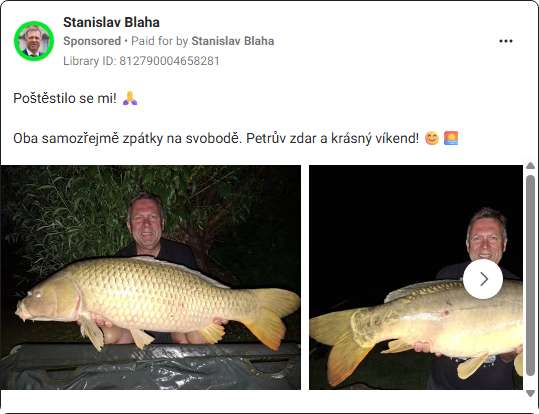 Stanislav Blaha
Sponsored • Paid for by Stanislav Blaha
Library ID: 812790004658281
Poštěstilo se mi! 🙏
Oba samozřejmě zpátky na svobodě. Petrův zdar a krásný víkend! 😊 🌅